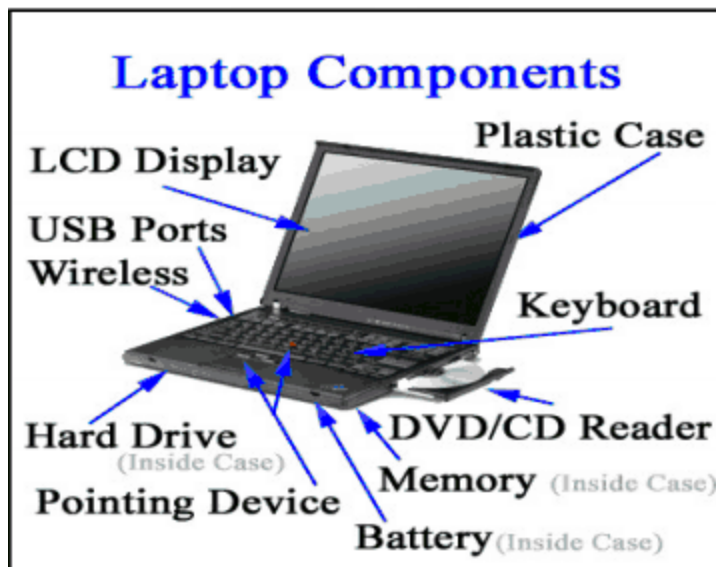 Laptop Components
Plastic Case
LCD Display
USB Ports
Wireless
Keyboard
DVD/CD Reader
Hard Drive
(Inside Case)
Memory (Inside Case)
Pointing Device
Battery (Inside Case)